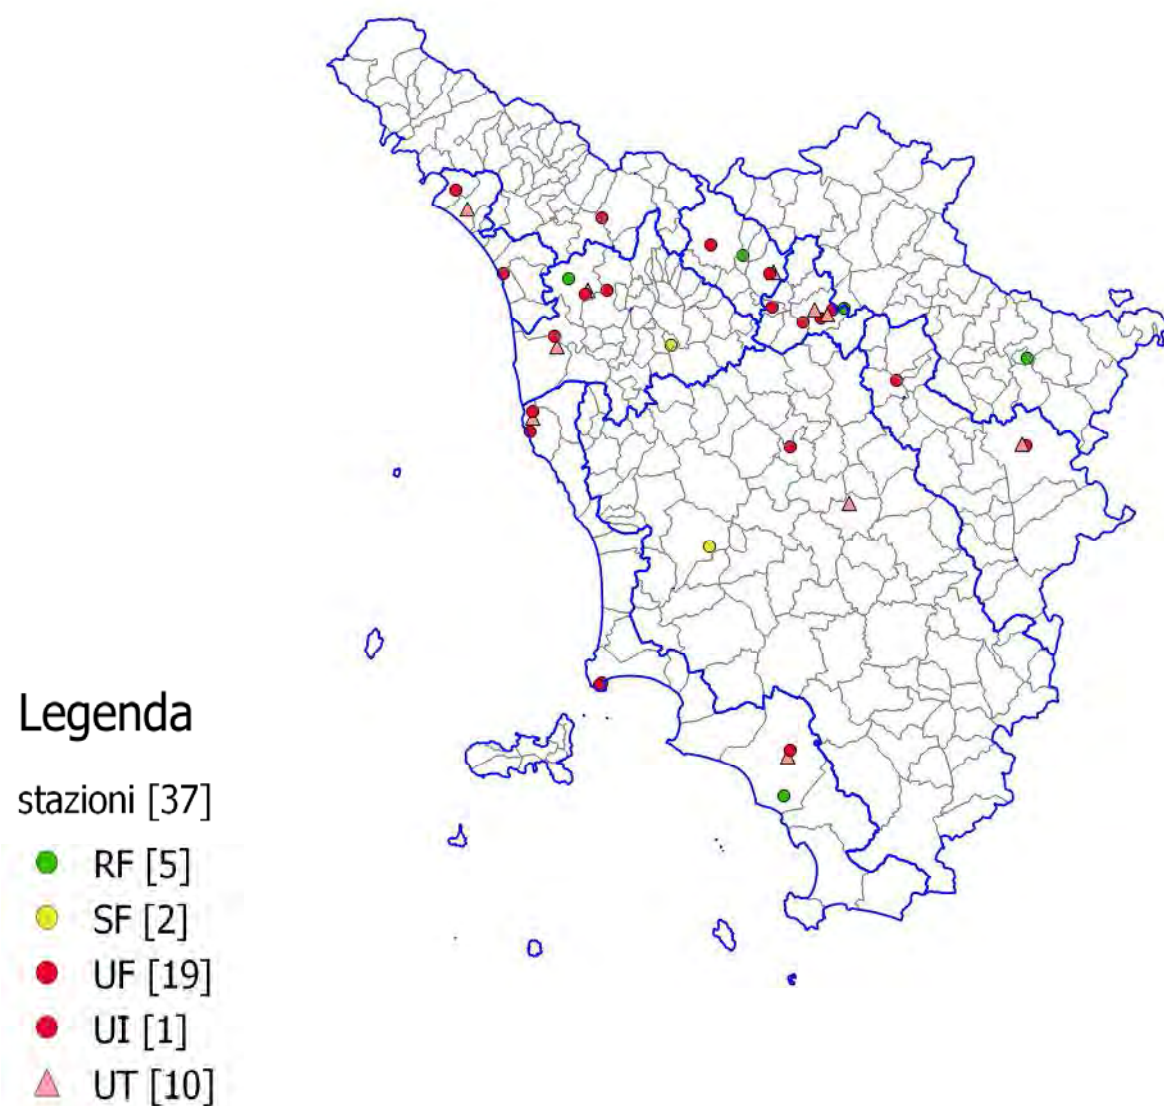 Legenda
stazioni [37]
RF [5]
SF [2]
UF [19]
UI [1]
UT [10]